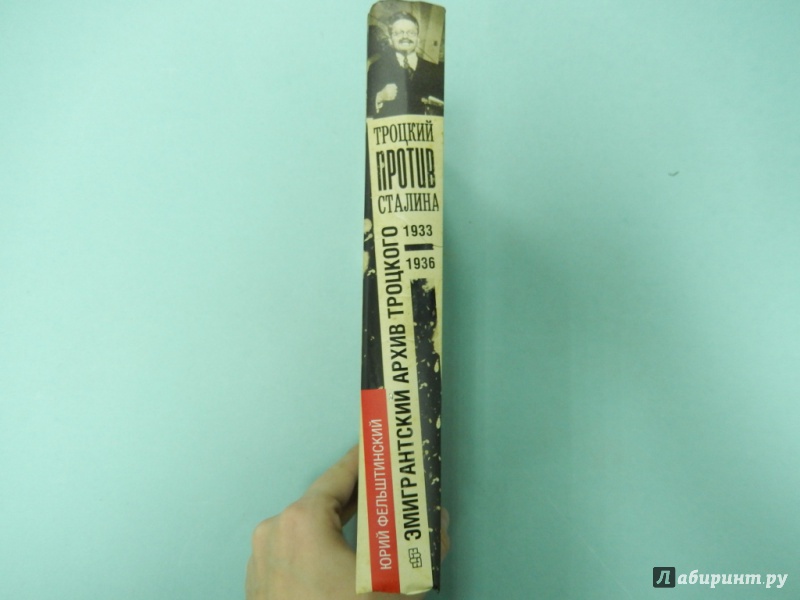 ТРОЦКИЙ
ПРОТИВ
СТАЛИНА
1933
1936
ЭМИГРАНТСКИЙ АРХИВ ТРОЦКОГО
ЮРИЙ ФЕЛЬШТИНСКИЙ
Лабиринт.ру